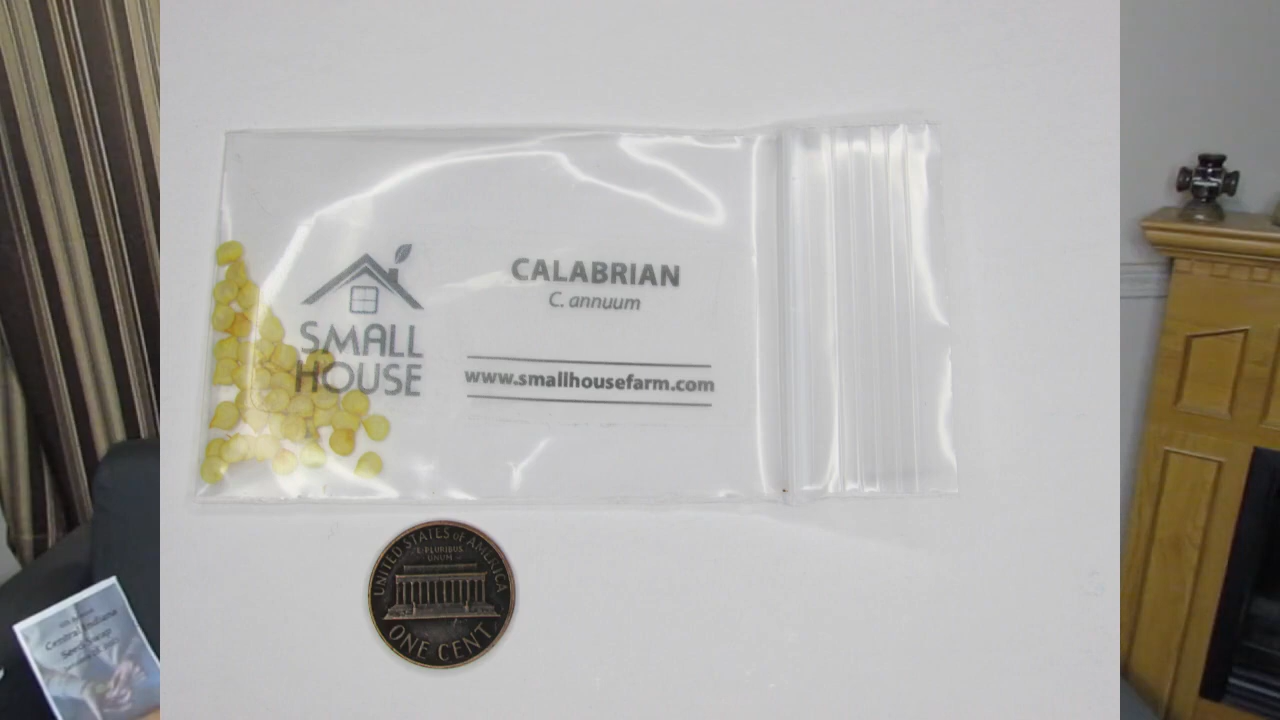 SMALL
HOUSE
CALABRIAN
C. annuum
www.smallhousefarm.com
UNITED STATES OF AMERICA
E PLURIBUS
UNUM
ONE CENT
Central Indiana
Seed Swap